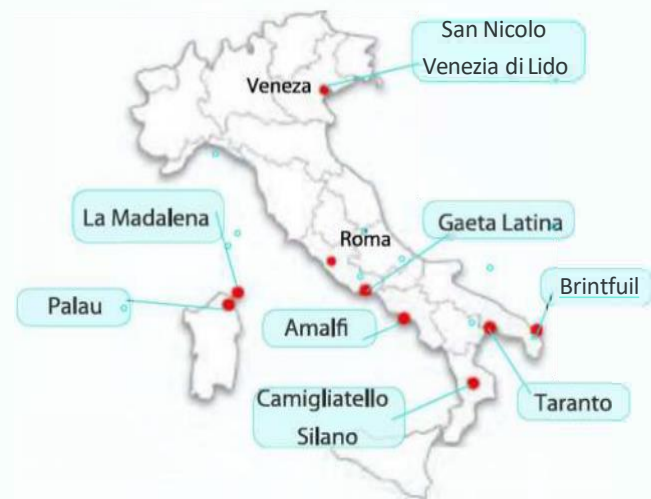 San Nicolo
Venezia di Lido
Veneza
La Madalena
Roma
Gaeta Latina
Palau
Brintfuil
Amalfi
Camigliatello
Silano
Taranto